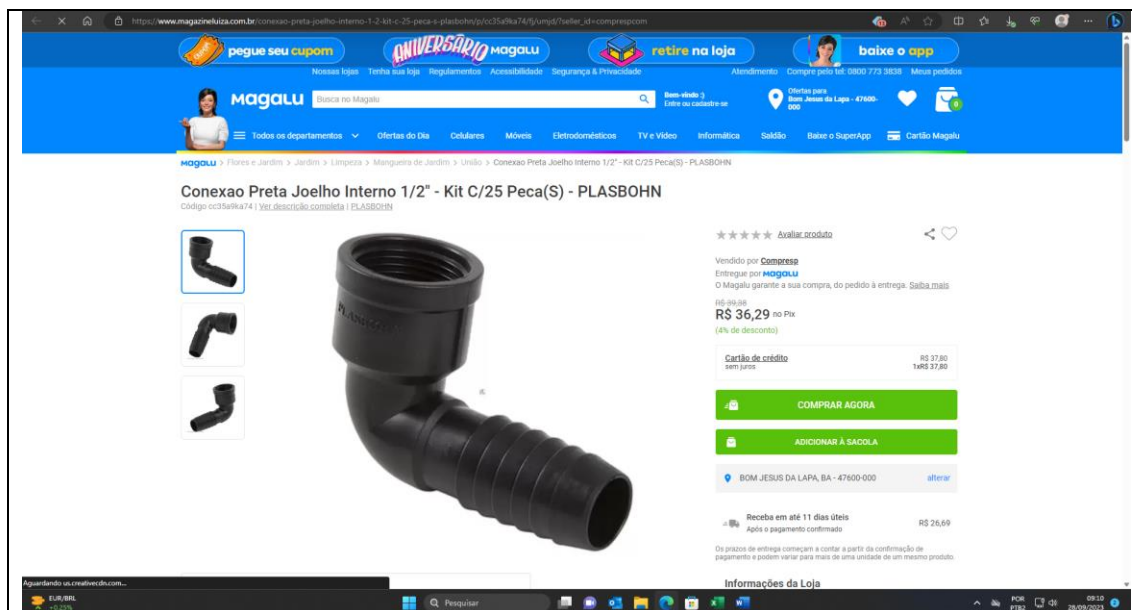 https://www.magazineluiza.com.br/conexao-preta-joelho-interno-1-2-kit-c-25-peca-s-plasbohn/p/cc35a9ka74/fj/umjd/?seller_id=comprespcom
pegue seu cupom
ANIVERSÁRIO MAGALU
retire na loja
baixe o app
Nossas lojas Tenha sua loja Regulamentos Acessibilidade Segurança & Privacidade Atendimento Compre pelo tel: 0800 773 3838 Meus pedidos
Magalu
Busca no Magalu
Bem-vindo :)
Entre ou cadastre-se
Ofertas para
Bom Jesus da Lapa - 47600-
000
0
Todos os departamentos Ofertas do Dia Celulares Móveis Eletrodomésticos TV e Vídeo Informática Saldão Baixe o SuperApp Cartão Magalu
Magalu > Flores e Jardim > Jardim > Limpeza > Mangueira de Jardim > União > Conexao Preta Joelho Interno 1/2" - Kit C/25 Peca(S) - PLASBOHN
Conexao Preta Joelho Interno 1/2" - Kit C/25 Peca(S) - PLASBOHN
Código cc35a9ka74 | Ver descrição completa | PLASBOHN
Avaliar produto
Vendido por Compresp
Entregue por Magalu
O Magalu garante a sua compra, do pedido à entrega. Saiba mais
R$ 36,29 no Pix
(4% de desconto)
Cartão de crédito R$ 37,80
sem juros 1xR$ 37,80
COMPRAR AGORA
ADICIONAR À SACOLA
BOM JESUS DA LAPA, BA - 47600-000 alterar
Receba em até 11 dias úteis R$ 26,69
Após o pagamento confirmado
Os prazos de entrega começam a contar a partir da confirmação de
pagamento e podem variar para mais de uma unidade de um mesmo produto.
Informações da Loja
Aguardando us.creativecdn.com...
EUR/BRL
+0,25%
Pesquisar
POR
PTB2
09:10
28/09/2023